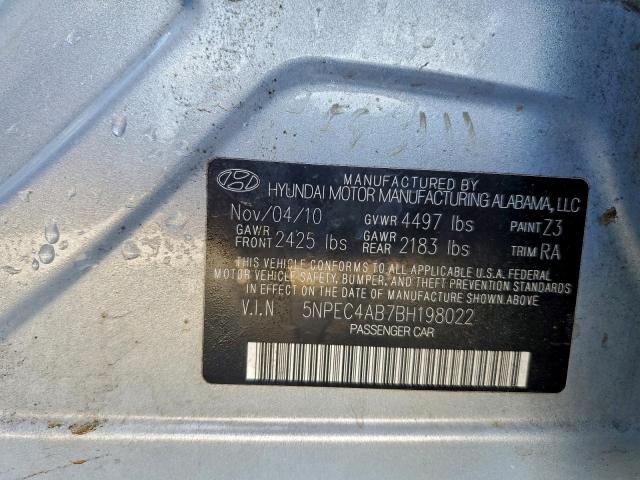 MANUFACTURED BY
HYUNDAI MOTOR MANUFACTURING ALABAMA, LLC
Nov/04/10 GVWR 4497 lbs PAINT Z3
GAWR FRONT 2425 lbs GAWR REAR 2183 lbs TRIM RA
THIS VEHICLE CONFORMS TO ALL APPLICABLE U.S.A. FEDERAL
MOTOR VEHICLE SAFETY, BUMPER, AND THEFT PREVENTION STANDARDS
IN EFFECT ON THE DATE OF MANUFACTURE SHOWN ABOVE.
V.I.N 5NPEC4AB7BH198022
PASSENGER CAR